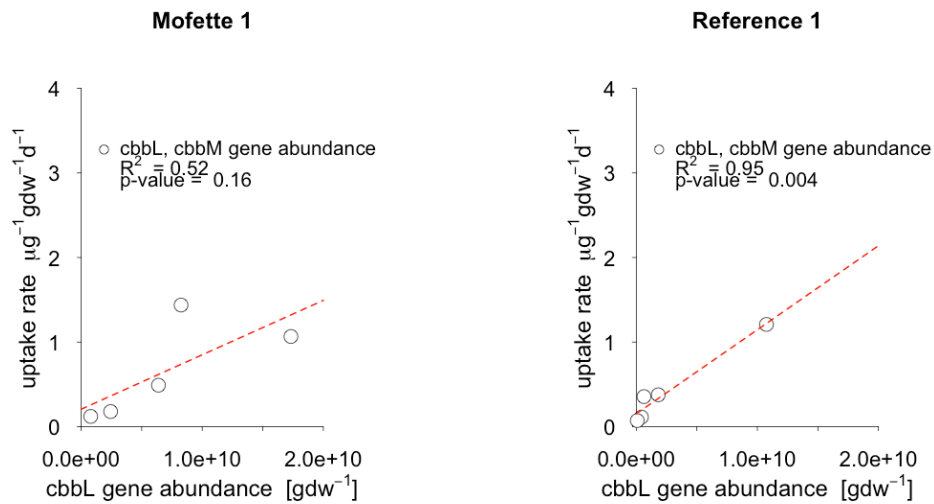 Mofette 1
4
3
2
1
0
uptake rate μg⁻¹gdw⁻¹d⁻¹
cbbL, cbbM gene abundance
R² = 0.52
p-value = 0.16
0.0e+00 1.0e+10 2.0e+10
cbbL gene abundance [gdw⁻¹]
Reference 1
4
3
2
1
0
uptake rate μg⁻¹gdw⁻¹d⁻¹
cbbL, cbbM gene abundance
R² = 0.95
p-value = 0.004
0.0e+00 1.0e+10 2.0e+10
cbbL gene abundance [gdw⁻¹]